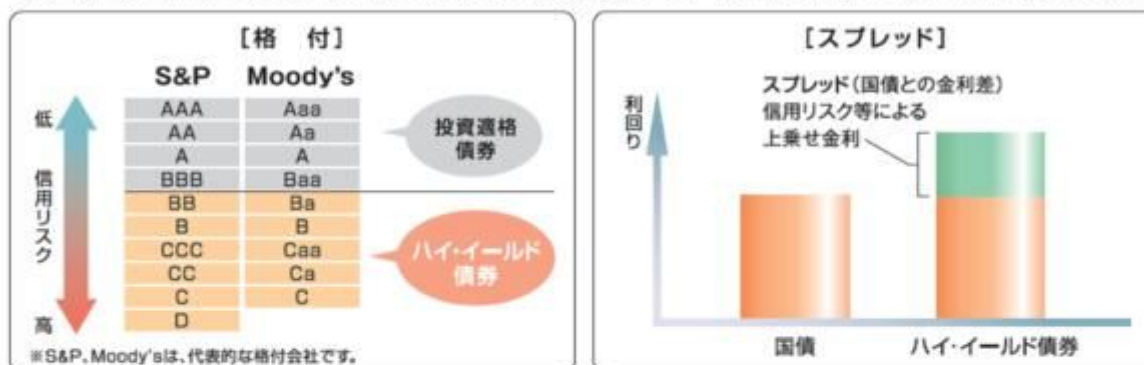 [格 付]
S&P Moody's
低
信用リスク
高
AAA Aaa
AA Aa
A A
BBB Baa
BB Ba
B B
CCC Caa
CC Ca
C C
D
投資適格
債券
ハイ・イールド
債券
※S&P、Moody'sは、代表的な格付会社です。
[スプレッド]
スプレッド(国債との金利差)
信用リスク等による
上乗せ金利
利回り
国債 ハイ・イールド債券